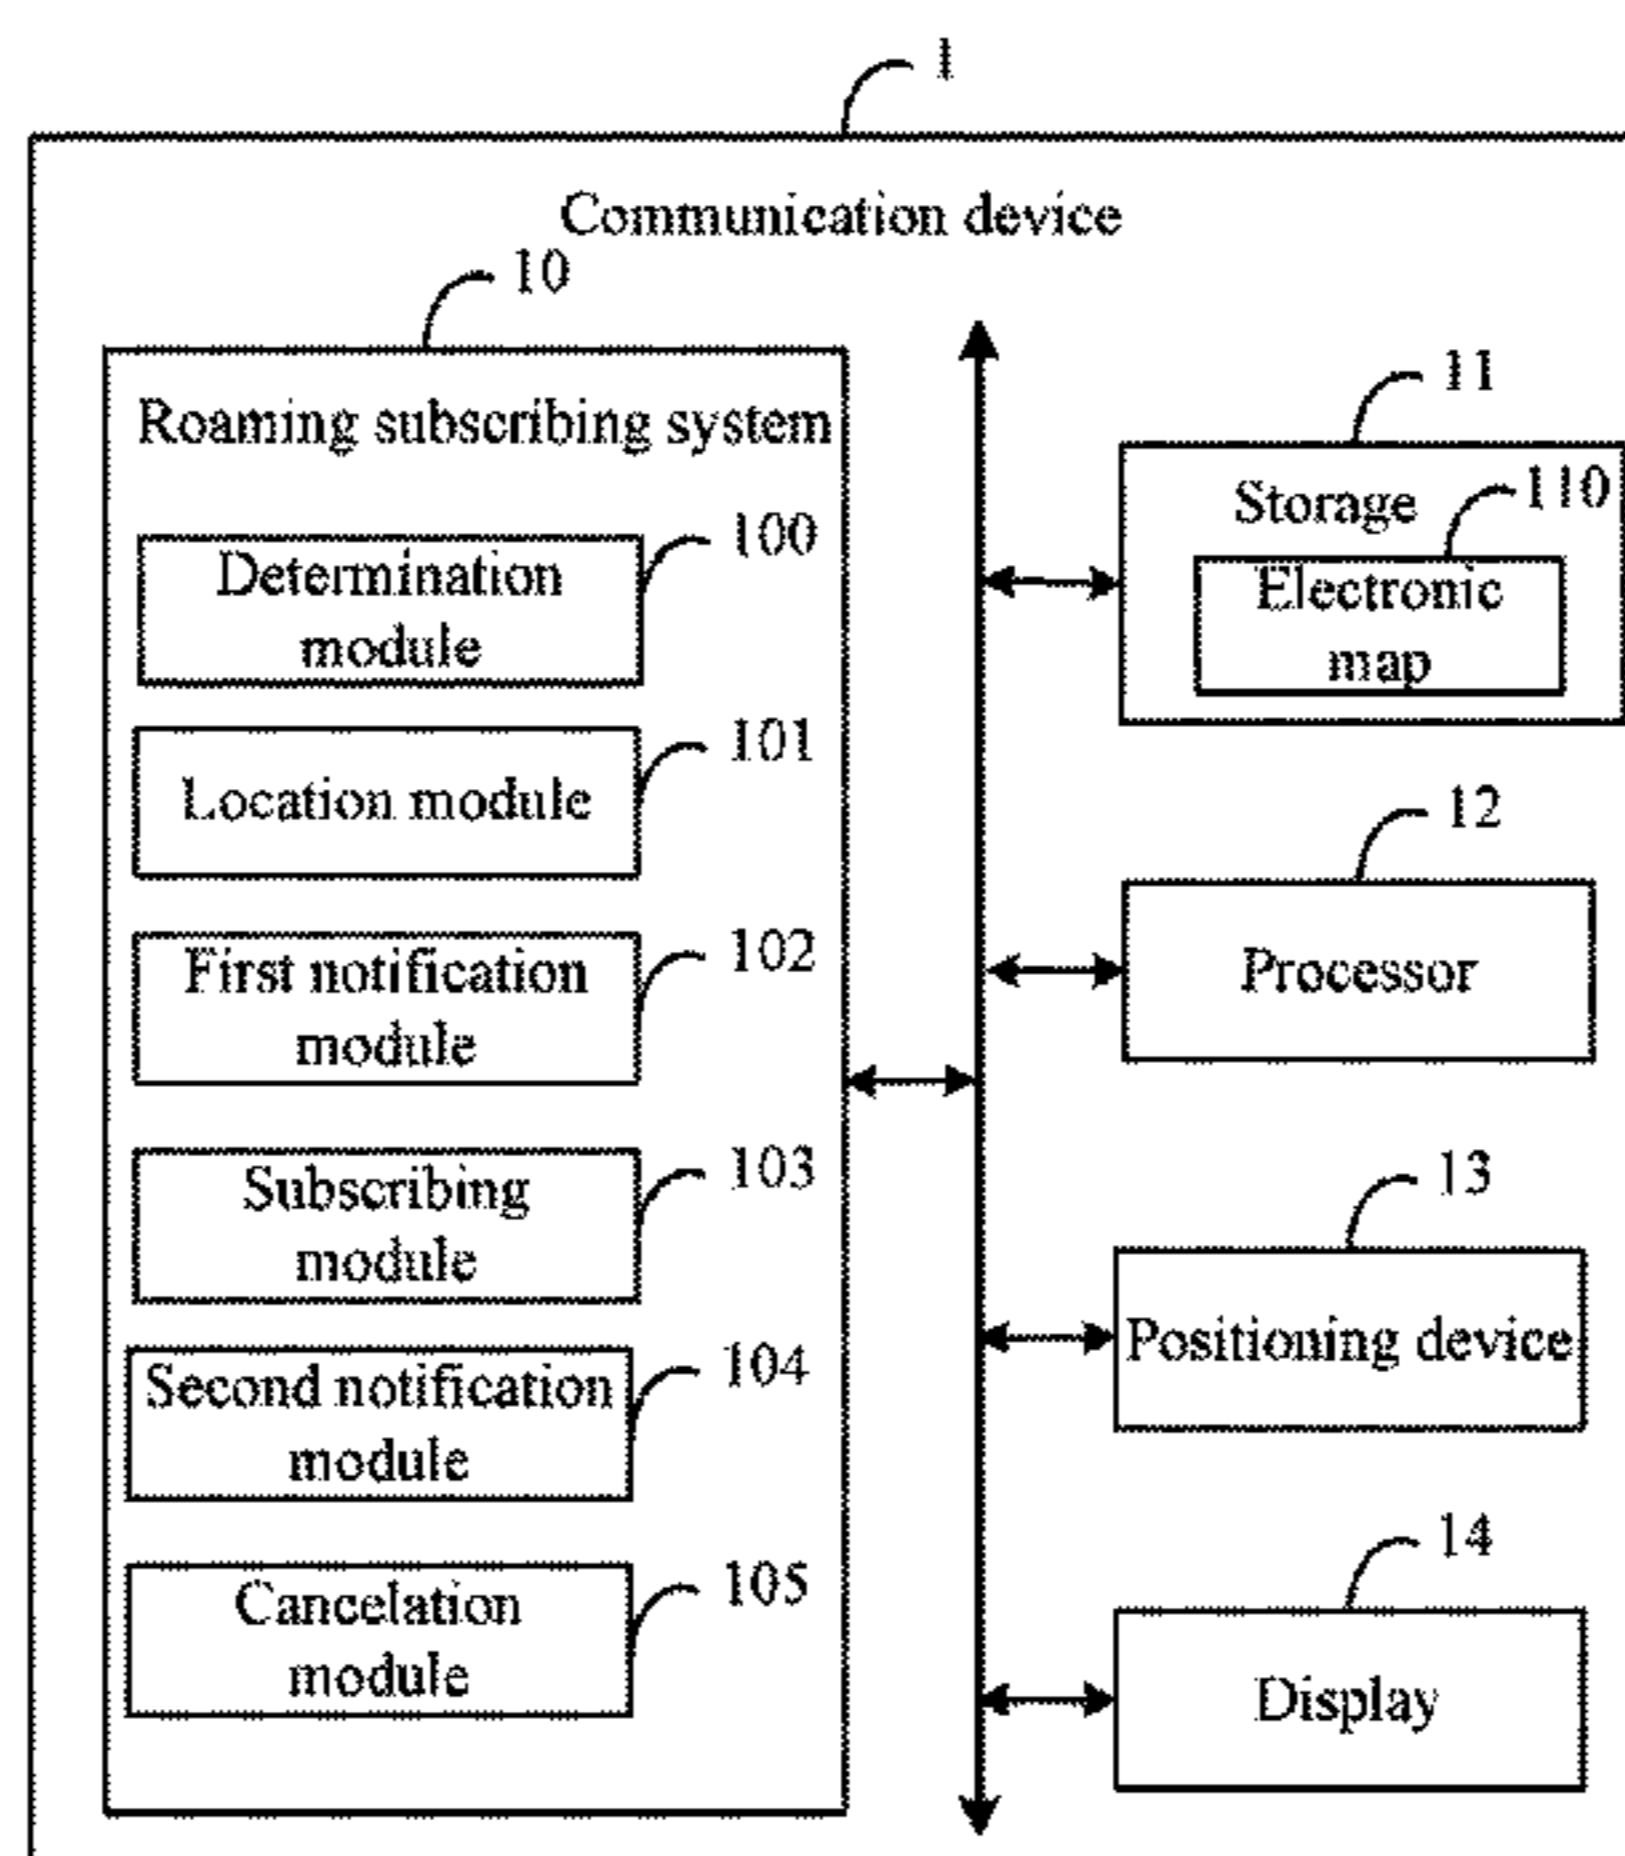 1
Communication device
10
Roaming subscribing system
100
Determination
module
101
Location module
102
First notification
module
103
Subscribing
module
104
Second notification
module
105
Cancelation
module
11
Storage
110
Electronic
map
12
Processor
13
Positioning device
14
Display